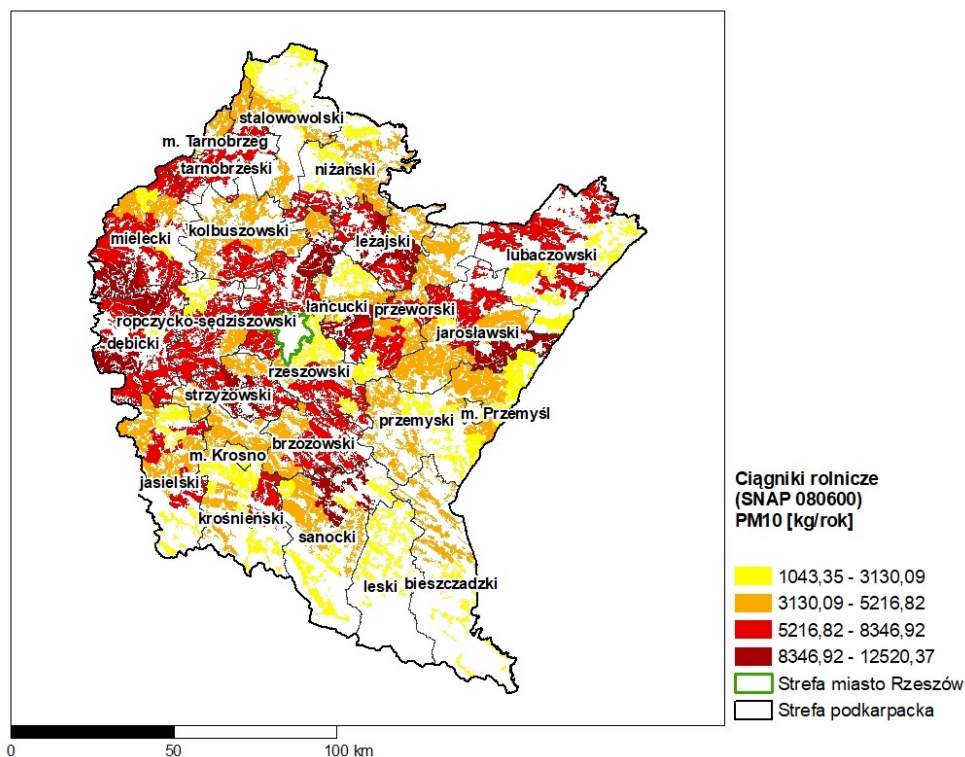 stalowowolski
m. Tarnobrzeg
tarnobrzeski
niżański
kolbuszowski
mielecki
leżajski
lubaczowski
łańcucki
przeworski
ropczycko-sędziszowski
jarosławski
dębicki
rzeszowski
strzyżowski
przemyski
m. Przemyśl
brzozowski
m. Krosno
jasielski
krośnieński
sanocki
leski
bieszczadzki
Ciągniki rolnicze
(SNAP 080600)
PM10 [kg/rok]
1043,35 - 3130,09
3130,09 - 5216,82
5216,82 - 8346,92
8346,92 - 12520,37
Strefa miasto Rzeszów
Strefa podkarpacka
0 50 100 km